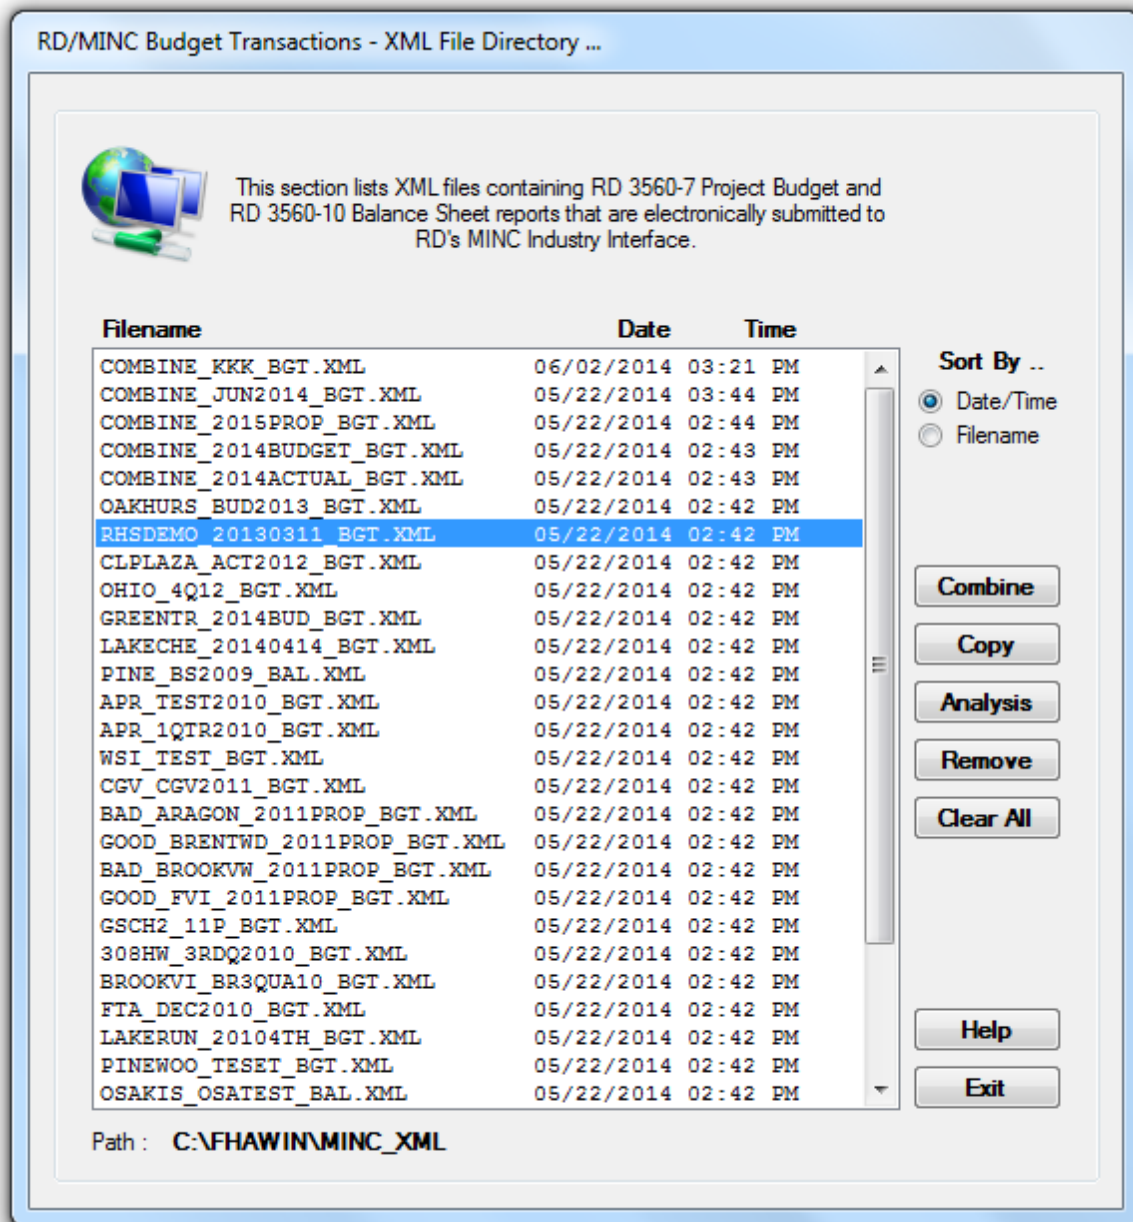 RD/MINC Budget Transactions - XML File Directory ...
This section lists XML files containing RD 3560-7 Project Budget and
RD 3560-10 Balance Sheet reports that are electronically submitted to
RD's MINC Industry Interface.
Filename Date Time
COMBINE_KKK_BGT.XML 06/02/2014 03:21 PM
COMBINE_JUN2014_BGT.XML 05/22/2014 03:44 PM
COMBINE_2015PROP_BGT.XML 05/22/2014 02:44 PM
COMBINE_2014BUDGET_BGT.XML 05/22/2014 02:43 PM
COMBINE_2014ACTUAL_BGT.XML 05/22/2014 02:43 PM
OAKHURS_BUD2013_BGT.XML 05/22/2014 02:42 PM
RHSDEMO_20130311_BGT.XML 05/22/2014 02:42 PM
CLPLAZA_ACT2012_BGT.XML 05/22/2014 02:42 PM
OHIO_4Q12_BGT.XML 05/22/2014 02:42 PM
GREENTR_2014BUD_BGT.XML 05/22/2014 02:42 PM
LAKECHE_20140414_BGT.XML 05/22/2014 02:42 PM
PINE_BS2009_BAL.XML 05/22/2014 02:42 PM
APR_TEST2010_BGT.XML 05/22/2014 02:42 PM
APR_1QTR2010_BGT.XML 05/22/2014 02:42 PM
WSI_TEST_BGT.XML 05/22/2014 02:42 PM
CGV_CGV2011_BGT.XML 05/22/2014 02:42 PM
BAD_ARAGON_2011PROP_BGT.XML 05/22/2014 02:42 PM
GOOD_BRENTWD_2011PROP_BGT.XML 05/22/2014 02:42 PM
BAD_BROOKVW_2011PROP_BGT.XML 05/22/2014 02:42 PM
GOOD_FVI_2011PROP_BGT.XML 05/22/2014 02:42 PM
GSCH2_11P_BGT.XML 05/22/2014 02:42 PM
308HW_3RDQ2010_BGT.XML 05/22/2014 02:42 PM
BROOKVI_BR3QUA10_BGT.XML 05/22/2014 02:42 PM
FTA_DEC2010_BGT.XML 05/22/2014 02:42 PM
LAKERUN_20104TH_BGT.XML 05/22/2014 02:42 PM
PINEWOO_TESET_BGT.XML 05/22/2014 02:42 PM
OSAKIS_OSATEST_BAL.XML 05/22/2014 02:42 PM
Sort By ..
Date/Time
Filename
Combine
Copy
Analysis
Remove
Clear All
Help
Exit
Path : C:\FHAWIN\MINC_XML